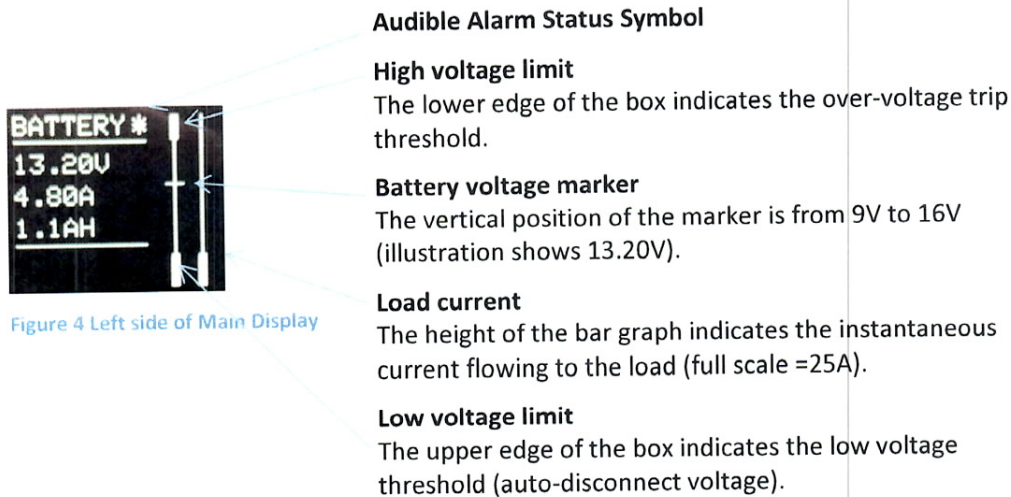 Audible Alarm Status Symbol
High voltage limit
The lower edge of the box indicates the over-voltage trip
threshold.
BATTERY *
13.20V
4.80A
1.1AH
Battery voltage marker
The vertical position of the marker is from 9V to 16V
(illustration shows 13.20V).
Figure 4 Left side of Main Display
Load current
The height of the bar graph indicates the instantaneous
current flowing to the load (full scale =25A).
Low voltage limit
The upper edge of the box indicates the low voltage
threshold (auto-disconnect voltage).